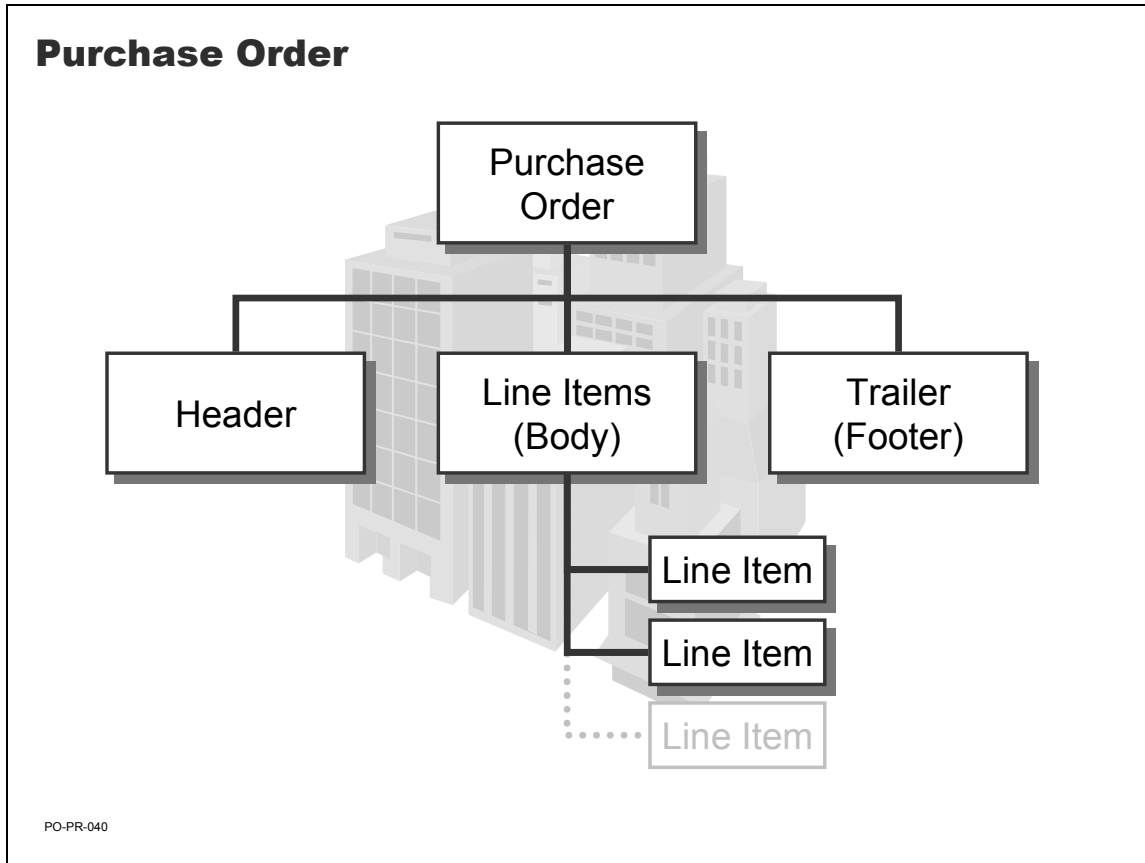 Purchase Order
Purchase
Order
Header
Line Items
(Body)
Trailer
(Footer)
Line Item
Line Item
Line Item
PO-PR-040